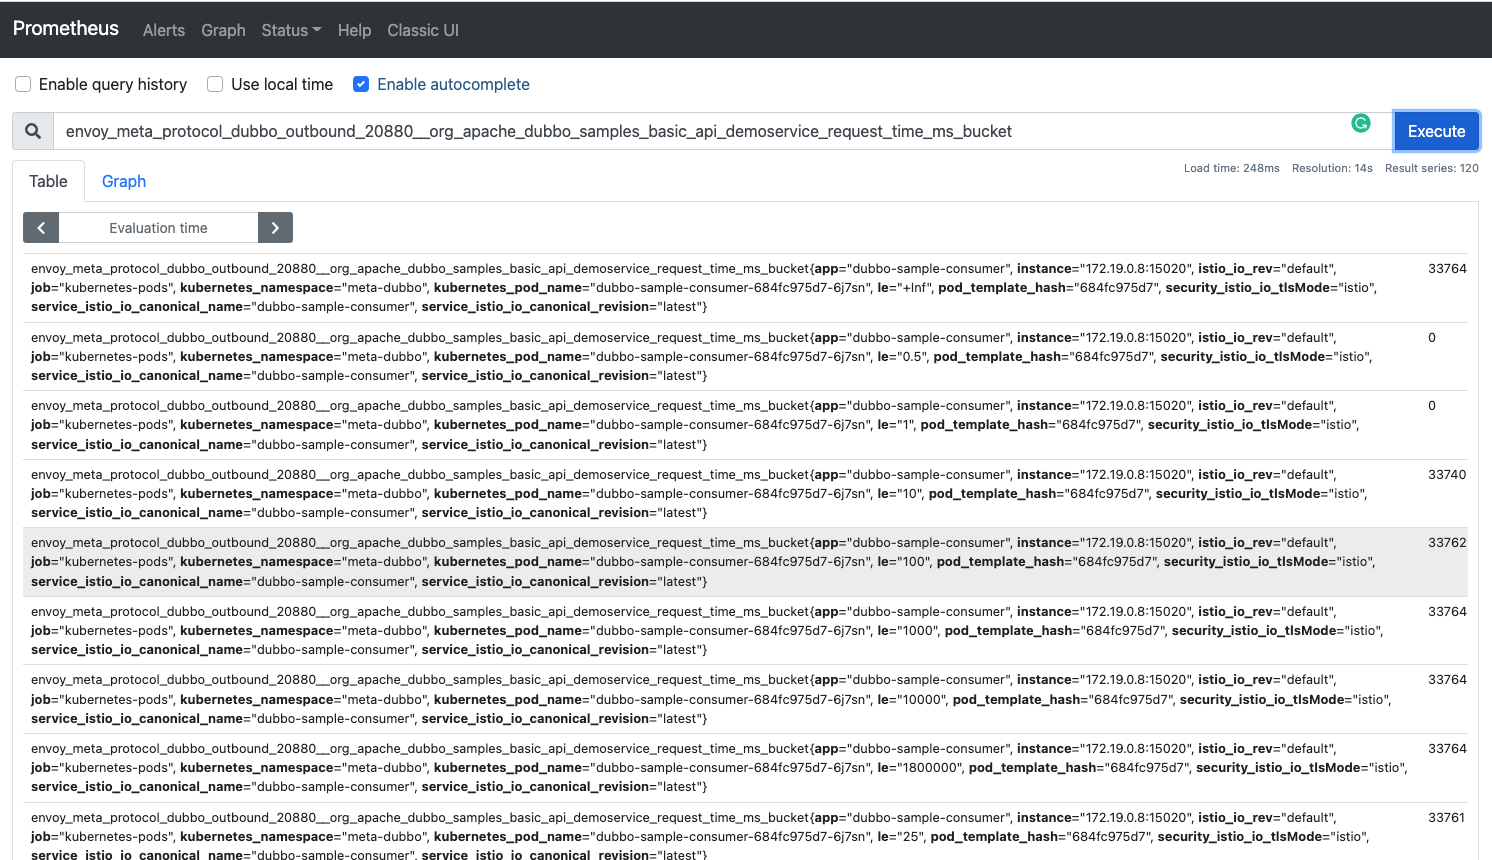 Prometheus Alerts Graph Status Help Classic UI
Enable query history Use local time Enable autocomplete
envoy_meta_protocol_dubbo_outbound_20880__org_apache_dubbo_samples_basic_api_demoservice_request_time_ms_bucket Execute
Load time: 248ms Resolution: 14s Result series: 120
Table Graph
Evaluation time
envoy_meta_protocol_dubbo_outbound_20880__org_apache_dubbo_samples_basic_api_demoservice_request_time_ms_bucket{app="dubbo-sample-consumer", instance="172.19.0.8:15020", istio_io_rev="default", 33764
job="kubernetes-pods", kubernetes_namespace="meta-dubbo", kubernetes_pod_name="dubbo-sample-consumer-684fc975d7-6j7sn", le="+Inf", pod_template_hash="684fc975d7", security_istio_io_tlsMode="istio",
service_istio_io_canonical_name="dubbo-sample-consumer", service_istio_io_canonical_revision="latest"}
envoy_meta_protocol_dubbo_outbound_20880__org_apache_dubbo_samples_basic_api_demoservice_request_time_ms_bucket{app="dubbo-sample-consumer", instance="172.19.0.8:15020", istio_io_rev="default", 0
job="kubernetes-pods", kubernetes_namespace="meta-dubbo", kubernetes_pod_name="dubbo-sample-consumer-684fc975d7-6j7sn", le="0.5", pod_template_hash="684fc975d7", security_istio_io_tlsMode="istio",
service_istio_io_canonical_name="dubbo-sample-consumer", service_istio_io_canonical_revision="latest"}
envoy_meta_protocol_dubbo_outbound_20880__org_apache_dubbo_samples_basic_api_demoservice_request_time_ms_bucket{app="dubbo-sample-consumer", instance="172.19.0.8:15020", istio_io_rev="default", 0
job="kubernetes-pods", kubernetes_namespace="meta-dubbo", kubernetes_pod_name="dubbo-sample-consumer-684fc975d7-6j7sn", le="1", pod_template_hash="684fc975d7", security_istio_io_tlsMode="istio",
service_istio_io_canonical_name="dubbo-sample-consumer", service_istio_io_canonical_revision="latest"}
envoy_meta_protocol_dubbo_outbound_20880__org_apache_dubbo_samples_basic_api_demoservice_request_time_ms_bucket{app="dubbo-sample-consumer", instance="172.19.0.8:15020", istio_io_rev="default", 33740
job="kubernetes-pods", kubernetes_namespace="meta-dubbo", kubernetes_pod_name="dubbo-sample-consumer-684fc975d7-6j7sn", le="10", pod_template_hash="684fc975d7", security_istio_io_tlsMode="istio",
service_istio_io_canonical_name="dubbo-sample-consumer", service_istio_io_canonical_revision="latest"}
envoy_meta_protocol_dubbo_outbound_20880__org_apache_dubbo_samples_basic_api_demoservice_request_time_ms_bucket{app="dubbo-sample-consumer", instance="172.19.0.8:15020", istio_io_rev="default", 33762
job="kubernetes-pods", kubernetes_namespace="meta-dubbo", kubernetes_pod_name="dubbo-sample-consumer-684fc975d7-6j7sn", le="100", pod_template_hash="684fc975d7", security_istio_io_tlsMode="istio",
service_istio_io_canonical_name="dubbo-sample-consumer", service_istio_io_canonical_revision="latest"}
envoy_meta_protocol_dubbo_outbound_20880__org_apache_dubbo_samples_basic_api_demoservice_request_time_ms_bucket{app="dubbo-sample-consumer", instance="172.19.0.8:15020", istio_io_rev="default", 33764
job="kubernetes-pods", kubernetes_namespace="meta-dubbo", kubernetes_pod_name="dubbo-sample-consumer-684fc975d7-6j7sn", le="1000", pod_template_hash="684fc975d7", security_istio_io_tlsMode="istio",
service_istio_io_canonical_name="dubbo-sample-consumer", service_istio_io_canonical_revision="latest"}
envoy_meta_protocol_dubbo_outbound_20880__org_apache_dubbo_samples_basic_api_demoservice_request_time_ms_bucket{app="dubbo-sample-consumer", instance="172.19.0.8:15020", istio_io_rev="default", 33764
job="kubernetes-pods", kubernetes_namespace="meta-dubbo", kubernetes_pod_name="dubbo-sample-consumer-684fc975d7-6j7sn", le="10000", pod_template_hash="684fc975d7", security_istio_io_tlsMode="istio",
service_istio_io_canonical_name="dubbo-sample-consumer", service_istio_io_canonical_revision="latest"}
envoy_meta_protocol_dubbo_outbound_20880__org_apache_dubbo_samples_basic_api_demoservice_request_time_ms_bucket{app="dubbo-sample-consumer", instance="172.19.0.8:15020", istio_io_rev="default", 33764
job="kubernetes-pods", kubernetes_namespace="meta-dubbo", kubernetes_pod_name="dubbo-sample-consumer-684fc975d7-6j7sn", le="1800000", pod_template_hash="684fc975d7", security_istio_io_tlsMode="istio",
service_istio_io_canonical_name="dubbo-sample-consumer", service_istio_io_canonical_revision="latest"}
envoy_meta_protocol_dubbo_outbound_20880__org_apache_dubbo_samples_basic_api_demoservice_request_time_ms_bucket{app="dubbo-sample-consumer", instance="172.19.0.8:15020", istio_io_rev="default", 33761
job="kubernetes-pods", kubernetes_namespace="meta-dubbo", kubernetes_pod_name="dubbo-sample-consumer-684fc975d7-6j7sn", le="25", pod_template_hash="684fc975d7", security_istio_io_tlsMode="istio",
service_istio_io_canonical_name="dubbo-sample-consumer", service_istio_io_canonical_revision="latest"}